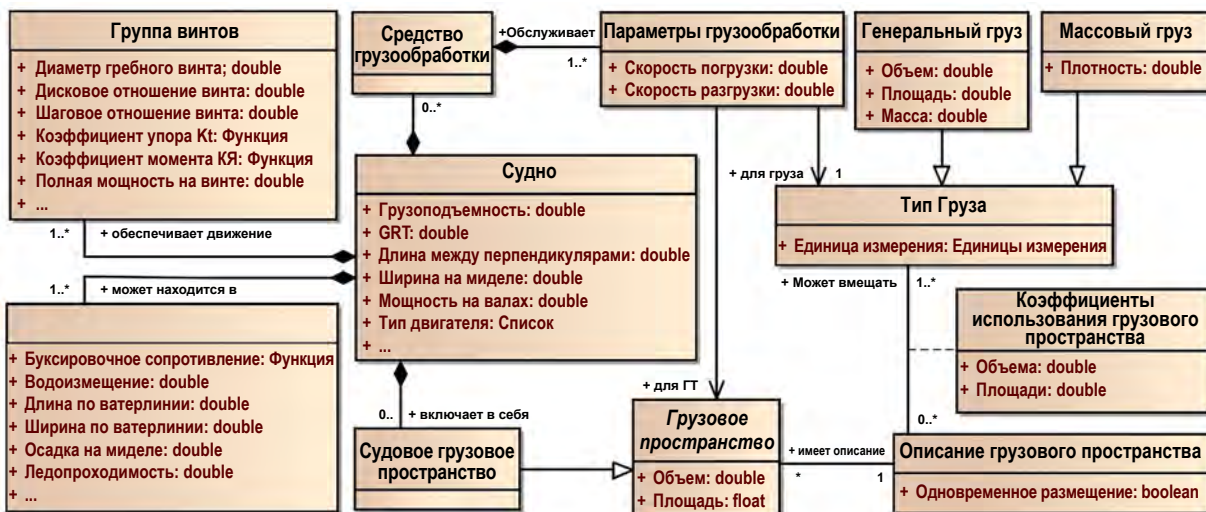 Группа винтов
+ Диаметр гребного винта; double
+ Дисковое отношение винта: double
+ Шаговое отношение винта: double
+ Коэффициент упора Kt: Функция
+ Коэффициент момента КЯ: Функция
+ Полная мощность на винте: double
+ ...
Средство
грузообработки
+Обслуживает
1..*
Параметры грузообработки
+ Скорость погрузки: double
+ Скорость разгрузки: double
Генеральный груз
+ Объем: double
+ Площадь: double
+ Масса: double
Массовый груз
+ Плотность: double
0..*
Судно
+ Грузоподъемность: double
+ GRT: double
+ Длина между перпендикулярами: double
+ Ширина на миделе: double
+ Мощность на валах: double
+ Тип двигателя: Список
+ ...
+ для груза
1
Тип Груза
+ Единица измерения: Единицы измерения
1..*
+ обеспечивает движение
1..*
+ может находится в
+ Буксировочное сопротивление: Функция
+ Водоизмещение: double
+ Длина по ватерлинии: double
+ Ширина по ватерлинии: double
+ Осадка на миделе: double
+ Ледопроходимость: double
+ ...
+ Может вмещать
1..*
Коэффициенты
использования грузового
пространства
+ Объема: double
+ Площади: double
0..
+ включает в себя
Судовое грузовое
пространство
+ для ГТ
Грузовое
пространство
+ Объем: double
+ Площадь: float
+ имеет описание
*
1
0..*
Описание грузового пространства
+ Одновременное размещение: boolean